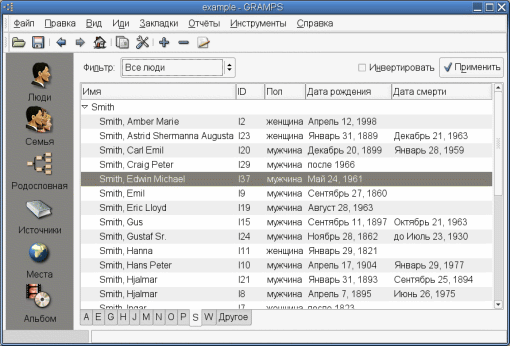 example - GRAMPS
Файл Правка Вид Иди Закладки Отчёты Инструменты Справка
Люди
Семья
Родословная
Источники
Места
Альбом
Фильтр: Все люди Инвертировать Применить
Имя ID Пол Дата рождения Дата смерти
Smith
Smith, Amber Marie I2 женщина Апрель 12, 1998
Smith, Astrid Shermanna Augusta I23 женщина Январь 31, 1889 Декабрь 21, 1963
Smith, Carl Emil I20 мужчина Декабрь 20, 1899 Январь 28, 1959
Smith, Craig Peter I29 мужчина после 1966
Smith, Edwin Michael I37 мужчина Май 24, 1961
Smith, Emil I9 мужчина Сентябрь 27, 1860
Smith, Eric Lloyd I19 мужчина Август 28, 1963
Smith, Gus I15 мужчина Сентябрь 11, 1897 Октябрь 21, 1963
Smith, Gustaf Sr. I24 мужчина Ноябрь 28, 1862 до Июль 23, 1930
Smith, Hanna I11 женщина Январь 29, 1821
Smith, Hans Peter I10 мужчина Апрель 17, 1904 Январь 29, 1977
Smith, Hjalmar I21 мужчина Январь 31, 1893 Сентябрь 25, 1894
Smith, Hjalmar I8 мужчина Апрель 7, 1895 Июнь 26, 1975
Smith, Ingar I7 женщина после 1823
A E G H J M N O P S W Другое